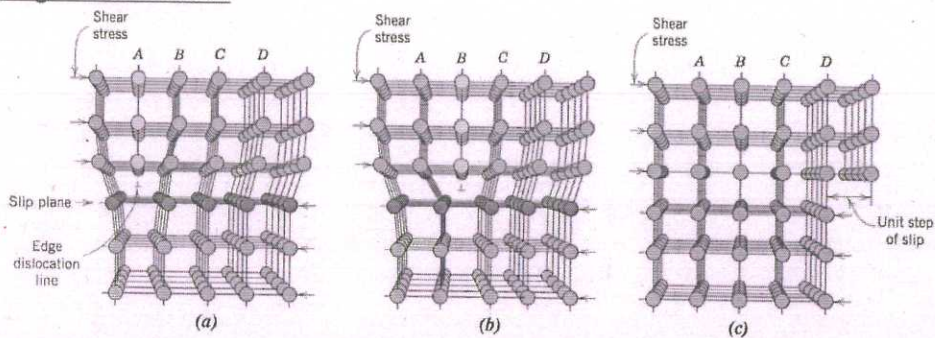 Shear
stress
A B C D
Slip plane
Edge
dislocation
line
(a)
Shear
stress
A B C D
(b)
Shear
stress
A B C D
Unit step
of slip
(c)